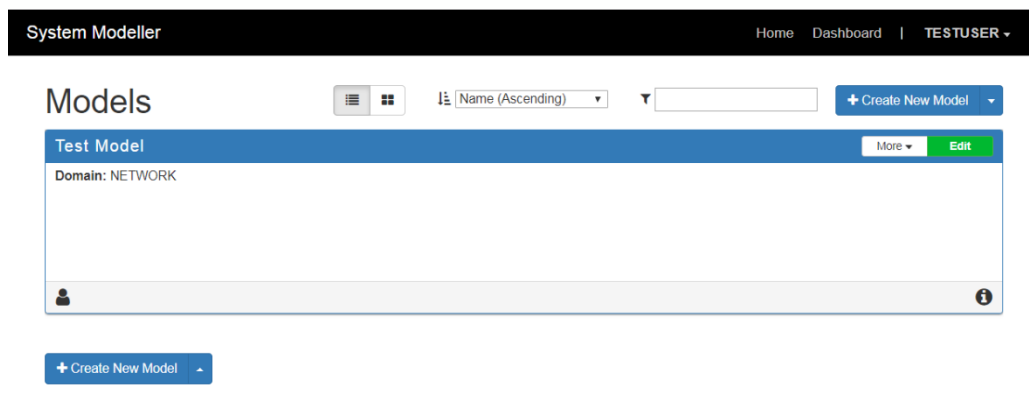 System Modeller Home Dashboard | TESTUSER
Models Name (Ascending) + Create New Model
Test Model More Edit
Domain: NETWORK
+ Create New Model